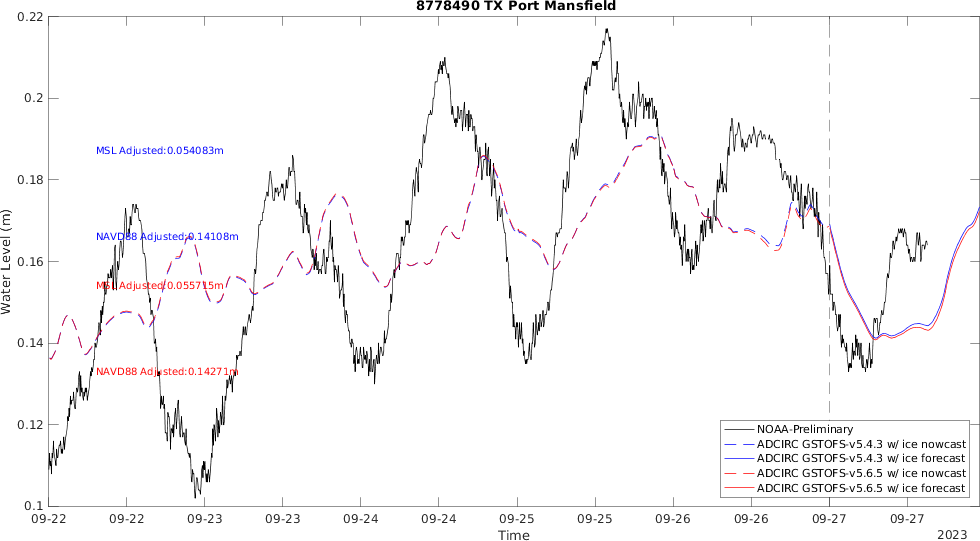 8778490 TX Port Mansfield
0.22
0.2
0.18
0.16
0.14
0.12
0.1
Water Level (m)
MSL Adjusted:0.054083m
NAVD88 Adjusted:0.14108m
MSL Adjusted:0.055715m
NAVD88 Adjusted:0.14271m
NOAA-Preliminary
ADCIRC GSTOFS-v5.4.3 w/ ice nowcast
ADCIRC GSTOFS-v5.4.3 w/ ice forecast
ADCIRC GSTOFS-v5.6.5 w/ ice nowcast
ADCIRC GSTOFS-v5.6.5 w/ ice forecast
09-22 09-22 09-23 09-23 09-24 09-24 09-25 09-25 09-26 09-26 09-27 09-27
Time
2023